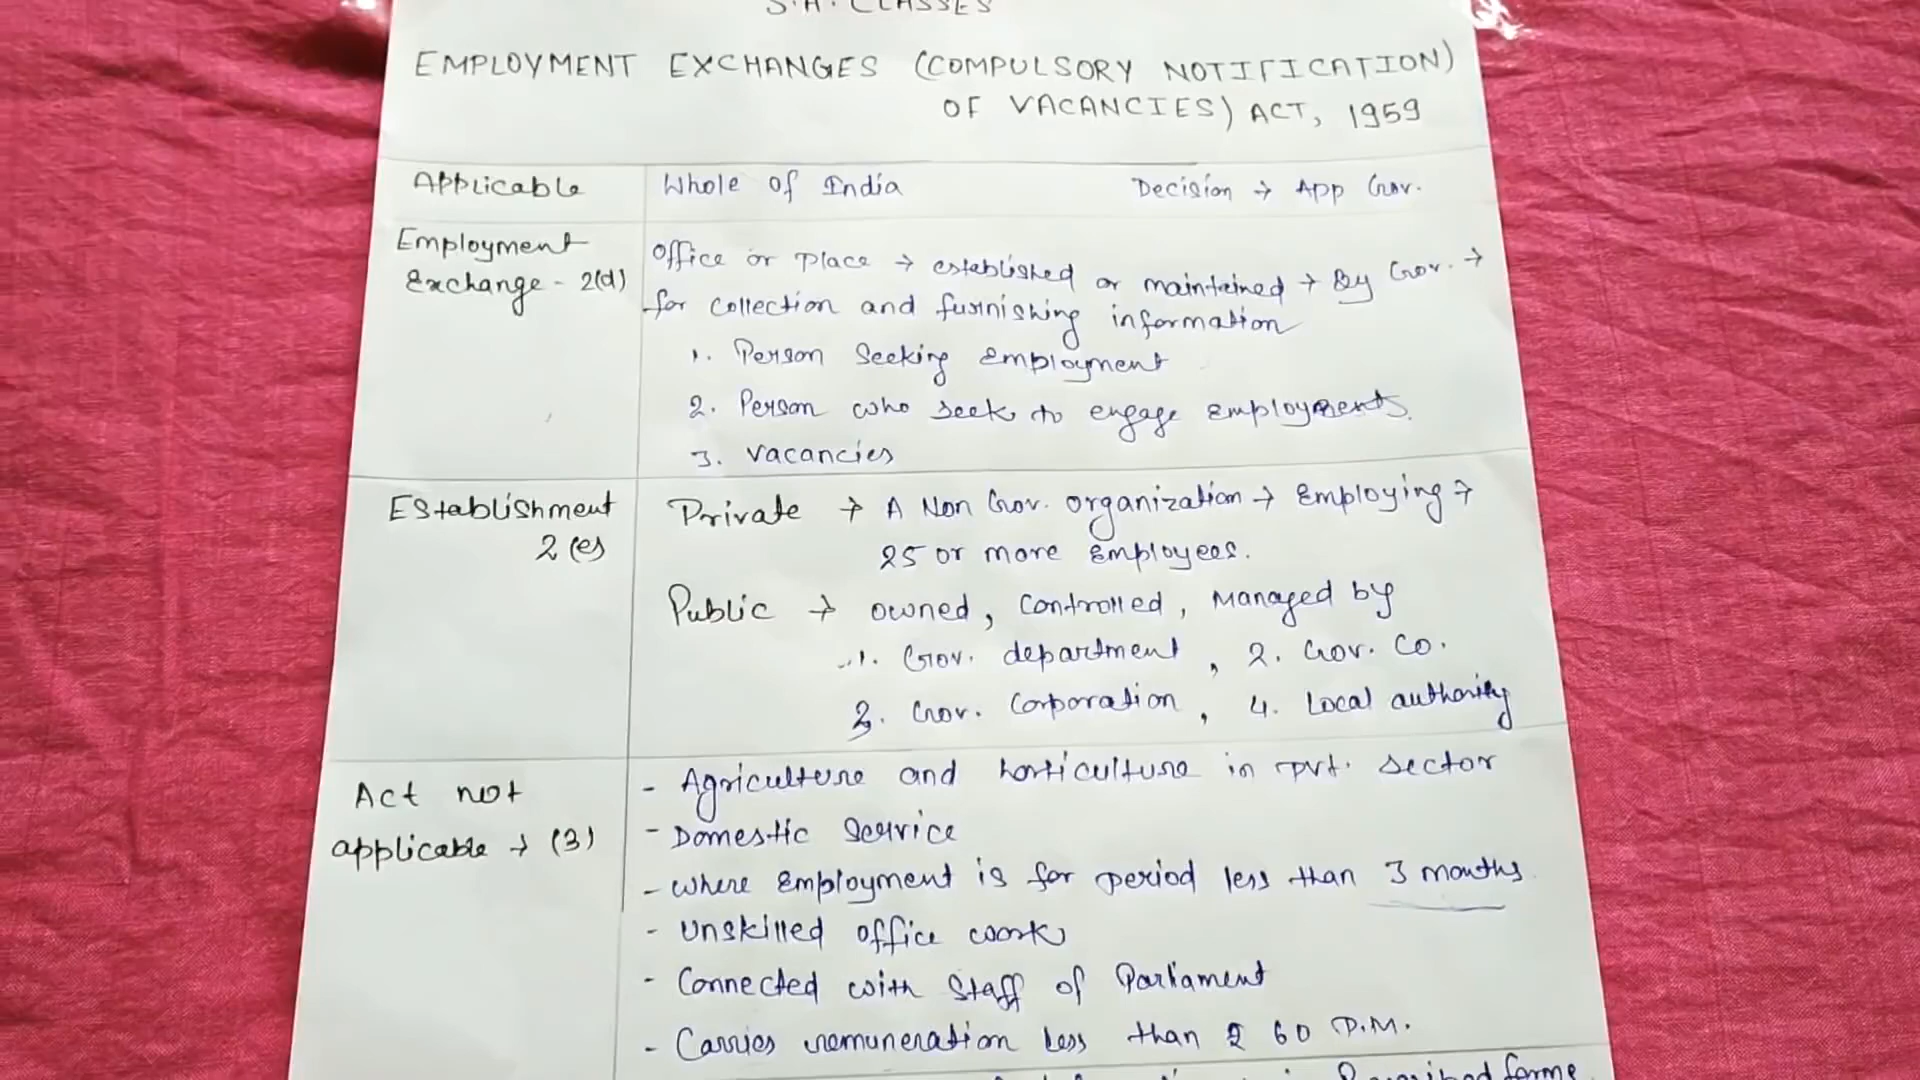 S.A. CLASSES
EMPLOYMENT EXCHANGES (COMPULSORY NOTIFICATION)
OF VACANCIES) ACT, 1959
Applicable
Whole of India Decision → App Gov.
Employment
Exchange - 2(d)
Office or Place → established or maintained → By Gov. →
for collection and furnishing information
1. Person Seeking Employment
2. Person who seek to engage Employments.
3. Vacancies
Establishment
2(e)
Private → A Non Gov. organization → Employing →
25 or more Employees.
Public → owned, Controlled, Managed by
1. Gov. department, 2. Gov. Co.
3. Gov. Corporation, 4. Local authority
Act not
applicable → (3)
- Agriculture and horticulture in pvt. sector
- Domestic Service
- Where Employment is for period less than 3 months
- Unskilled office work
- Connected with Staff of Parliament
- Carries remuneration less than ₹ 60 P.M.
Prescribed forms